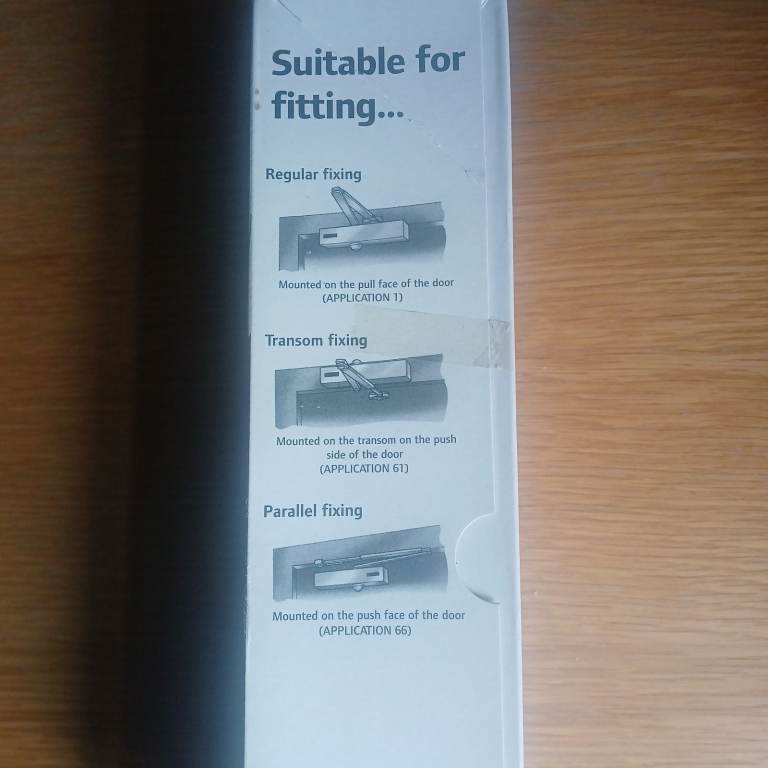 Suitable for
fitting...
Regular fixing
Mounted on the pull face of the door
(APPLICATION 1)
Transom fixing
Mounted on the transom on the push
side of the door
(APPLICATION 61)
Parallel fixing
Mounted on the push face of the door
(APPLICATION 66)